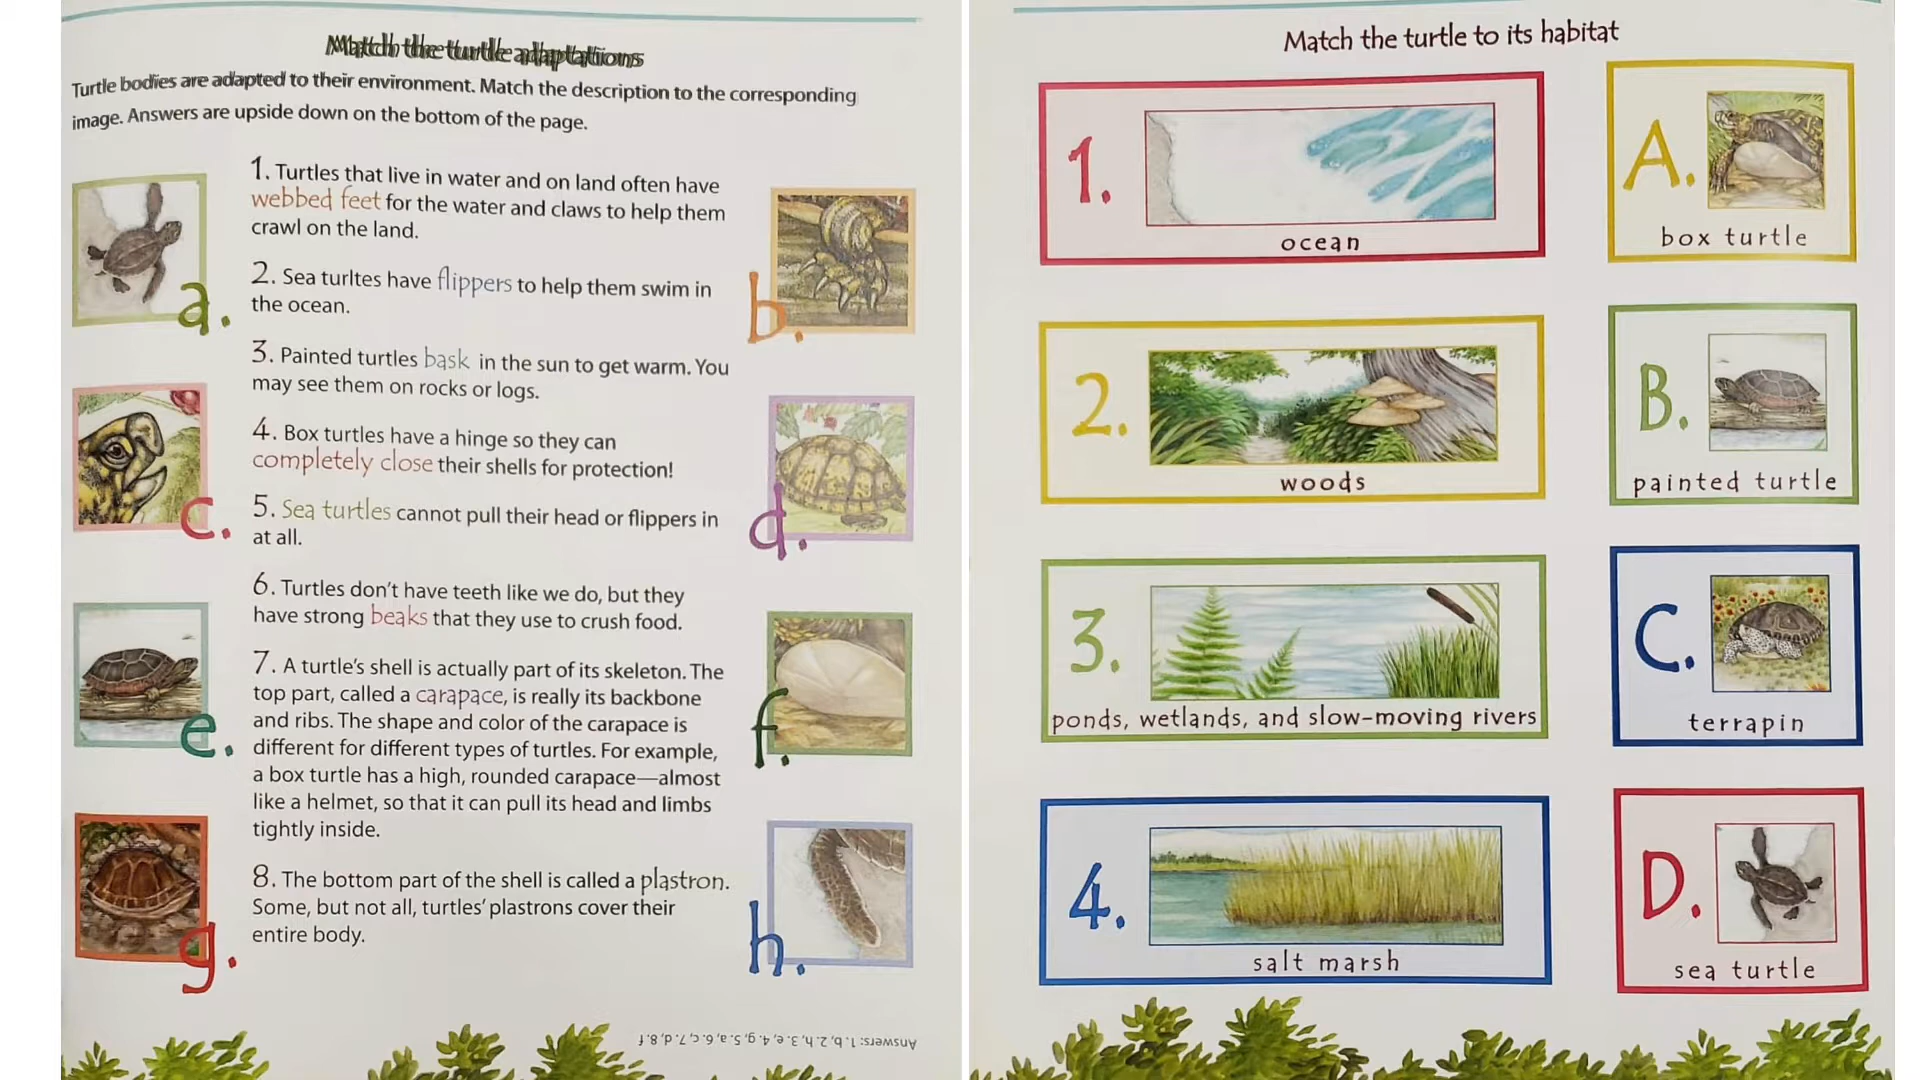 Match the turtle adaptations
Turtle bodies are adapted to their environment. Match the description to the corresponding
image. Answers are upside down on the bottom of the page.
a.
1. Turtles that live in water and on land often have
webbed feet for the water and claws to help them
crawl on the land.
b.
2. Sea turltes have flippers to help them swim in
the ocean.
3. Painted turtles bask in the sun to get warm. You
may see them on rocks or logs.
c.
4. Box turtles have a hinge so they can
completely close their shells for protection!
d.
5. Sea turtles cannot pull their head or flippers in
at all.
6. Turtles don't have teeth like we do, but they
have strong beaks that they use to crush food.
e.
7. A turtle's shell is actually part of its skeleton. The
top part, called a carapace, is really its backbone
and ribs. The shape and color of the carapace is
different for different types of turtles. For example,
a box turtle has a high, rounded carapace—almost
like a helmet, so that it can pull its head and limbs
tightly inside.
f.
g.
8. The bottom part of the shell is called a plastron.
Some, but not all, turtles' plastrons cover their
entire body.
h.
Answers: 1. b, 2. h, 3. e, 4. g, 5. a, 6. c, 7. d, 8. f
Match the turtle to its habitat
1.
ocean
A.
box turtle
2.
woods
B.
painted turtle
3.
ponds, wetlands, and slow-moving rivers
C.
terrapin
4.
salt marsh
D.
sea turtle